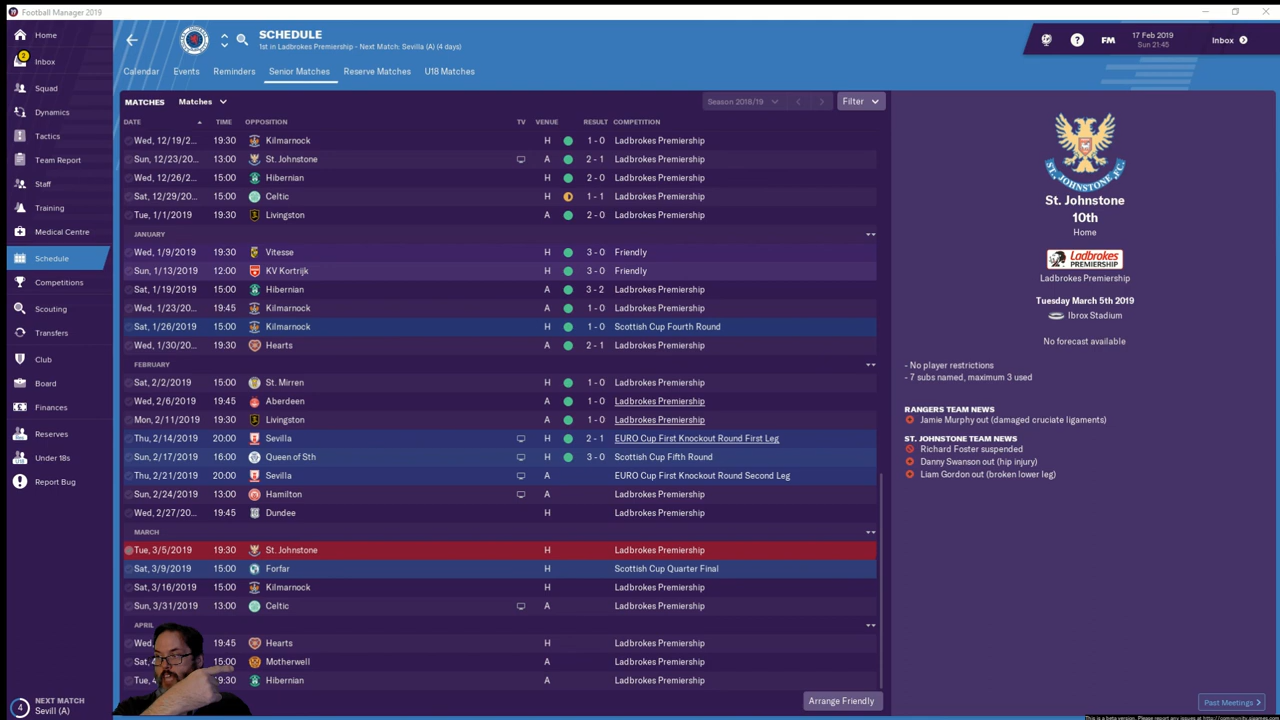 Football Manager 2019
Home
2
Inbox
Squad
Dynamics
Tactics
Team Report
Staff
Training
Medical Centre
Schedule
Competitions
Scouting
Transfers
Club
Board
Finances
Reserves
Under 18s
Report Bug
4
NEXT MATCH
Sevill (A)
SCHEDULE
1st in Ladbrokes Premiership - Next Match: Sevilla (A) (4 days)
? FM 17 Feb 2019
Sun 21:45
Inbox
Calendar Events Reminders Senior Matches Reserve Matches U18 Matches
MATCHES Matches Season 2018/19 Filter
DATE TIME OPPOSITION TV VENUE RESULT COMPETITION
Wed, 12/19/2... 19:30 Kilmarnock H 1 - 0 Ladbrokes Premiership
Sun, 12/23/20... 13:00 St. Johnstone A 2 - 1 Ladbrokes Premiership
Wed, 12/26/2... 15:00 Hibernian H 2 - 0 Ladbrokes Premiership
Sat, 12/29/20... 15:00 Celtic H 1 - 1 Ladbrokes Premiership
Tue, 1/1/2019 19:30 Livingston H 2 - 0 Ladbrokes Premiership
JANUARY
Wed, 1/9/2019 19:30 Vitesse H 3 - 0 Friendly
Sun, 1/13/2019 12:00 KV Kortrijk H 3 - 0 Friendly
Sat, 1/19/2019 15:00 Hibernian A 3 - 2 Ladbrokes Premiership
Wed, 1/23/20... 19:45 Kilmarnock A 1 - 0 Ladbrokes Premiership
Sat, 1/26/2019 15:00 Kilmarnock H 1 - 0 Scottish Cup Fourth Round
Wed, 1/30/20... 19:30 Hearts A 2 - 1 Ladbrokes Premiership
FEBRUARY
Sat, 2/2/2019 15:00 St. Mirren H 1 - 0 Ladbrokes Premiership
Wed, 2/6/2019 19:45 Aberdeen A 1 - 0 Ladbrokes Premiership
Mon, 2/11/2019 19:30 Livingston A 1 - 0 Ladbrokes Premiership
Thu, 2/14/2019 20:00 Sevilla H 2 - 1 EURO Cup First Knockout Round First Leg
Sun, 2/17/2019 16:00 Queen of Sth H 3 - 0 Scottish Cup Fifth Round
Thu, 2/21/2019 20:00 Sevilla A EURO Cup First Knockout Round Second Leg
Sun, 2/24/2019 13:00 Hamilton A Ladbrokes Premiership
Wed, 2/27/20... 19:45 Dundee H Ladbrokes Premiership
MARCH
Tue, 3/5/2019 19:30 St. Johnstone H Ladbrokes Premiership
Sat, 3/9/2019 15:00 Forfar H Scottish Cup Quarter Final
Sat, 3/16/2019 15:00 Kilmarnock H Ladbrokes Premiership
Sun, 3/31/2019 13:00 Celtic A Ladbrokes Premiership
APRIL
Wed, 19:45 Hearts H Ladbrokes Premiership
Sat, 15:00 Motherwell A Ladbrokes Premiership
Tue, 19:30 Hibernian A Ladbrokes Premiership
Arrange Friendly
ST. JOHNSTONE F.C.
St. Johnstone
10th
Home
Ladbrokes
PREMIERSHIP
Ladbrokes Premiership
Tuesday March 5th 2019
Ibrox Stadium
No forecast available
- No player restrictions
- 7 subs named, maximum 3 used
RANGERS TEAM NEWS
Jamie Murphy out (damaged cruciate ligaments)
ST. JOHNSTONE TEAM NEWS
Richard Foster suspended
Danny Swanson out (hip injury)
Liam Gordon out (broken lower leg)
Past Meetings